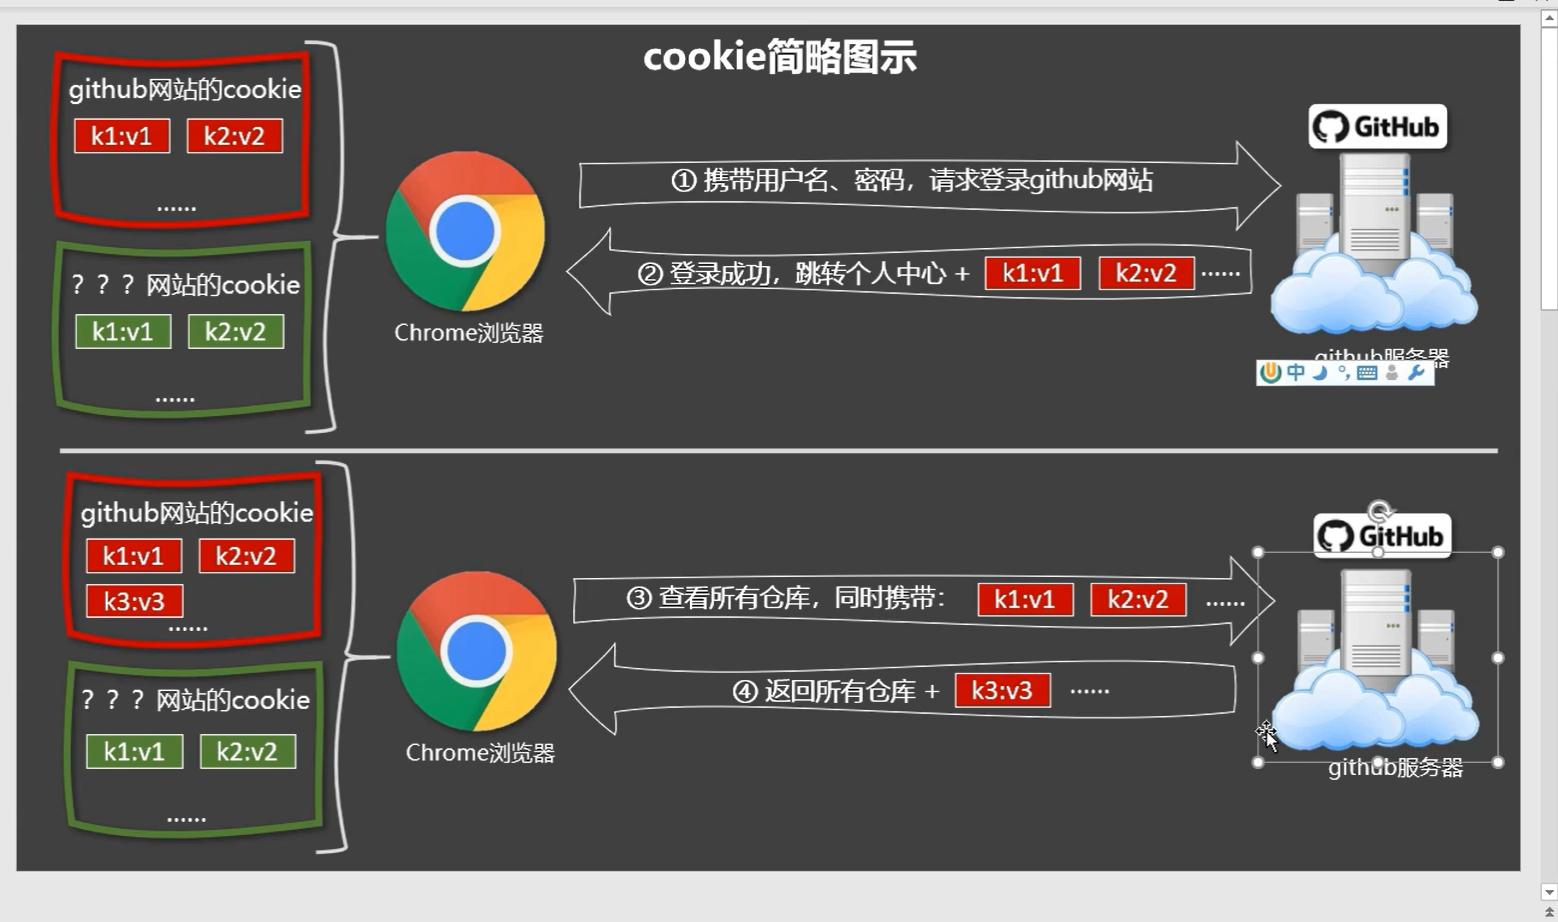 cookie简略图示
github网站的cookie
k1:v1 k2:v2
......
? ? ? 网站的cookie
k1:v1 k2:v2
......
Chrome浏览器
① 携带用户名、密码，请求登录github网站
② 登录成功，跳转个人中心 + k1:v1 k2:v2 ......
GitHub
github服务器
中
github网站的cookie
k1:v1 k2:v2
k3:v3
......
? ? ? 网站的cookie
k1:v1 k2:v2
......
Chrome浏览器
③ 查看所有仓库，同时携带： k1:v1 k2:v2 ......
④ 返回所有仓库 + k3:v3 ......
GitHub
github服务器